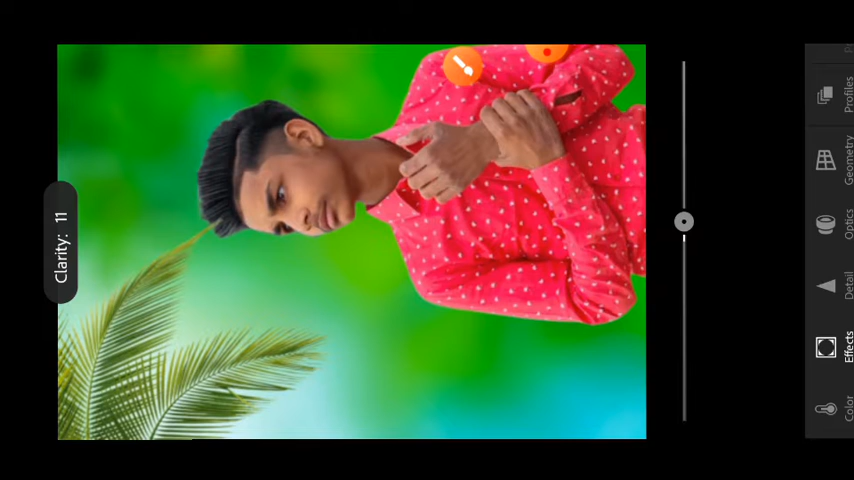 Clarity: 11
Profiles
Geometry
Optics
Detail
Effects
Color